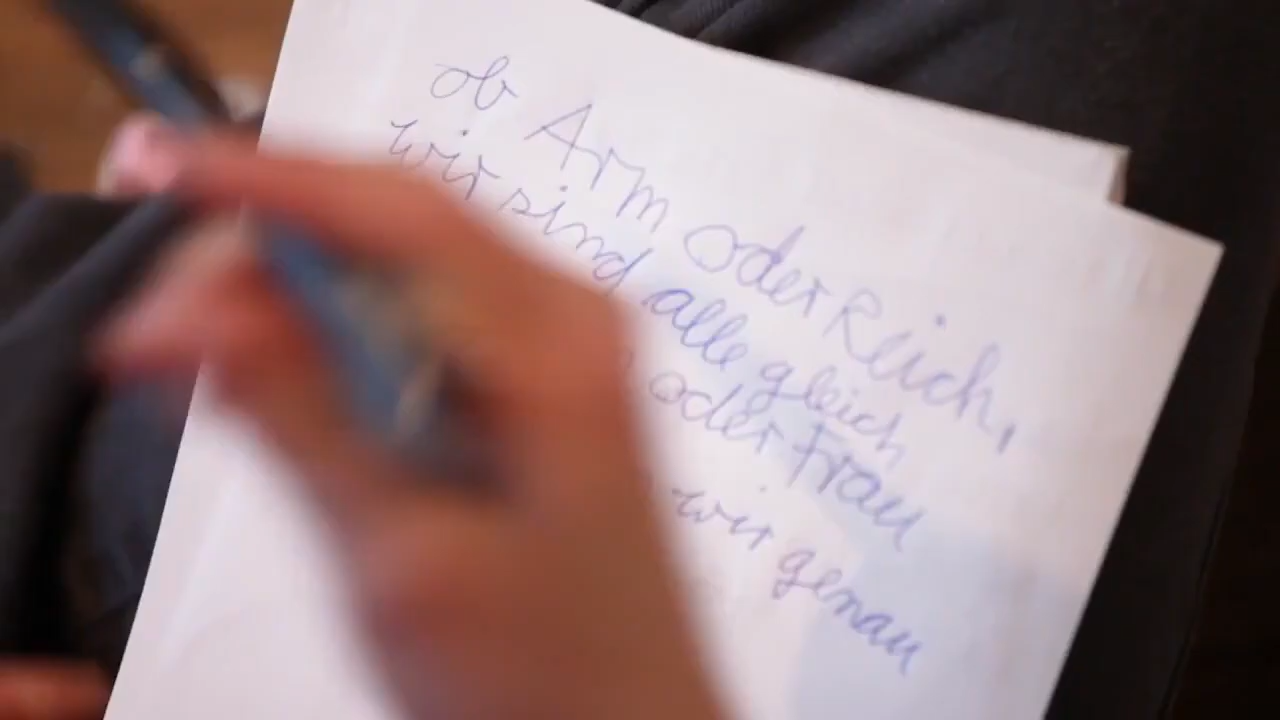 ob Arm oder Reich,
wir sind alle gleich
oder Frau
wir genau